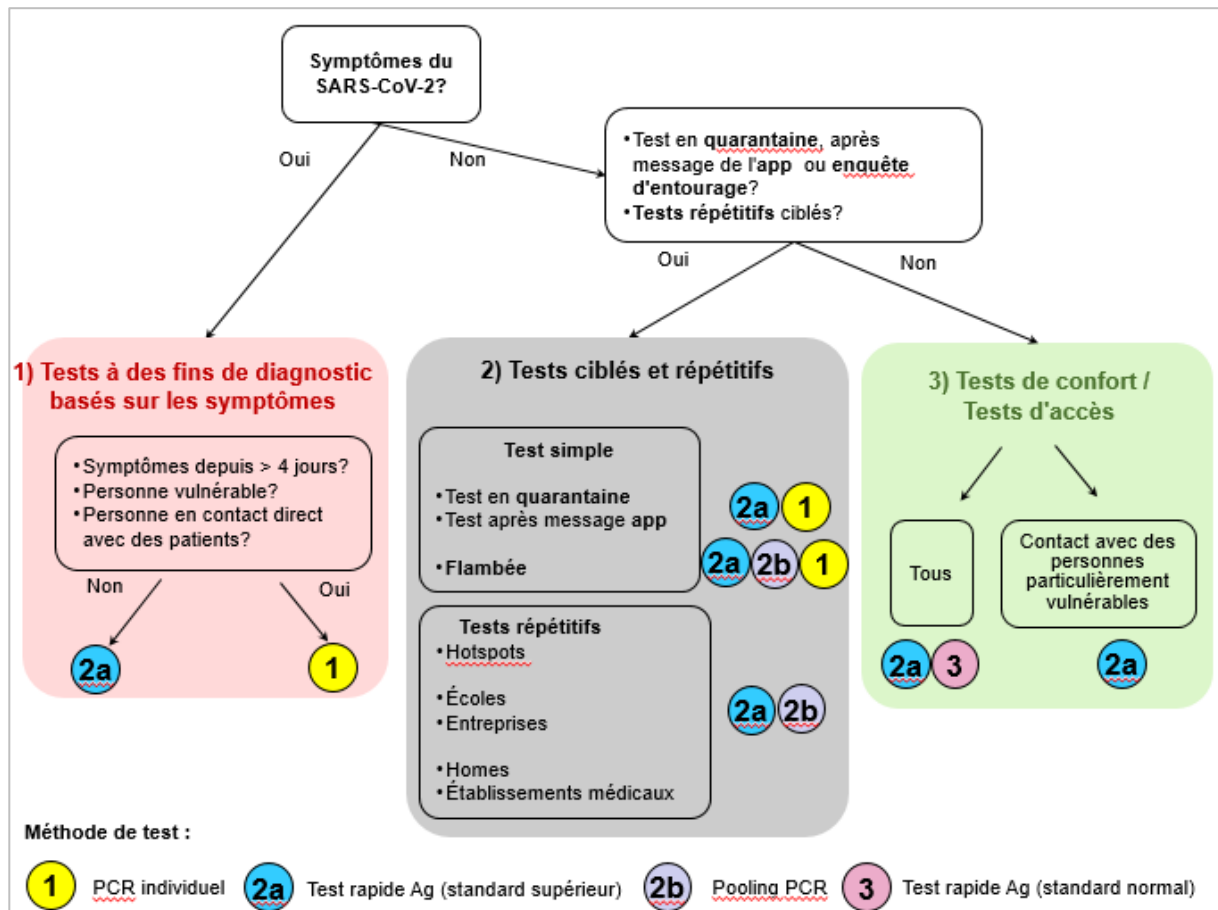 Symptômes du
SARS-CoV-2?
Oui
Non
•Test en quarantaine, après
message de l'app ou enquête
d'entourage?
•Tests répétitifs ciblés?
Oui
Non
1) Tests à des fins de diagnostic
basés sur les symptômes
•Symptômes depuis > 4 jours?
•Personne vulnérable?
•Personne en contact direct
avec des patients?
Non
Oui
2a
1
2) Tests ciblés et répétitifs
Test simple
•Test en quarantaine
•Test après message app
2a 1
•Flambée
2a 2b 1
Tests répétitifs
•Hotspots
•Écoles
•Entreprises
2a 2b
•Homes
•Établissements médicaux
3) Tests de confort /
Tests d'accès
Tous
2a 3
Contact avec des
personnes
particulièrement
vulnérables
2a
Méthode de test :
1 PCR individuel
2a Test rapide Ag (standard supérieur)
2b Pooling PCR
3 Test rapide Ag (standard normal)